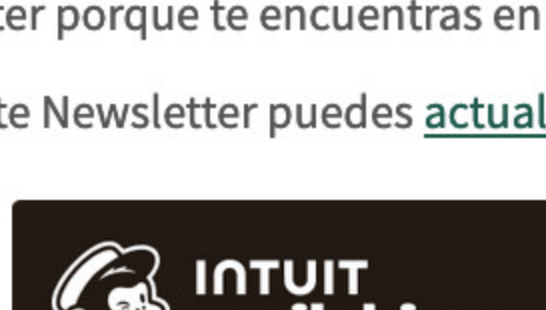 ter porque te encuentras en
te Newsletter puedes actual
INTUIT